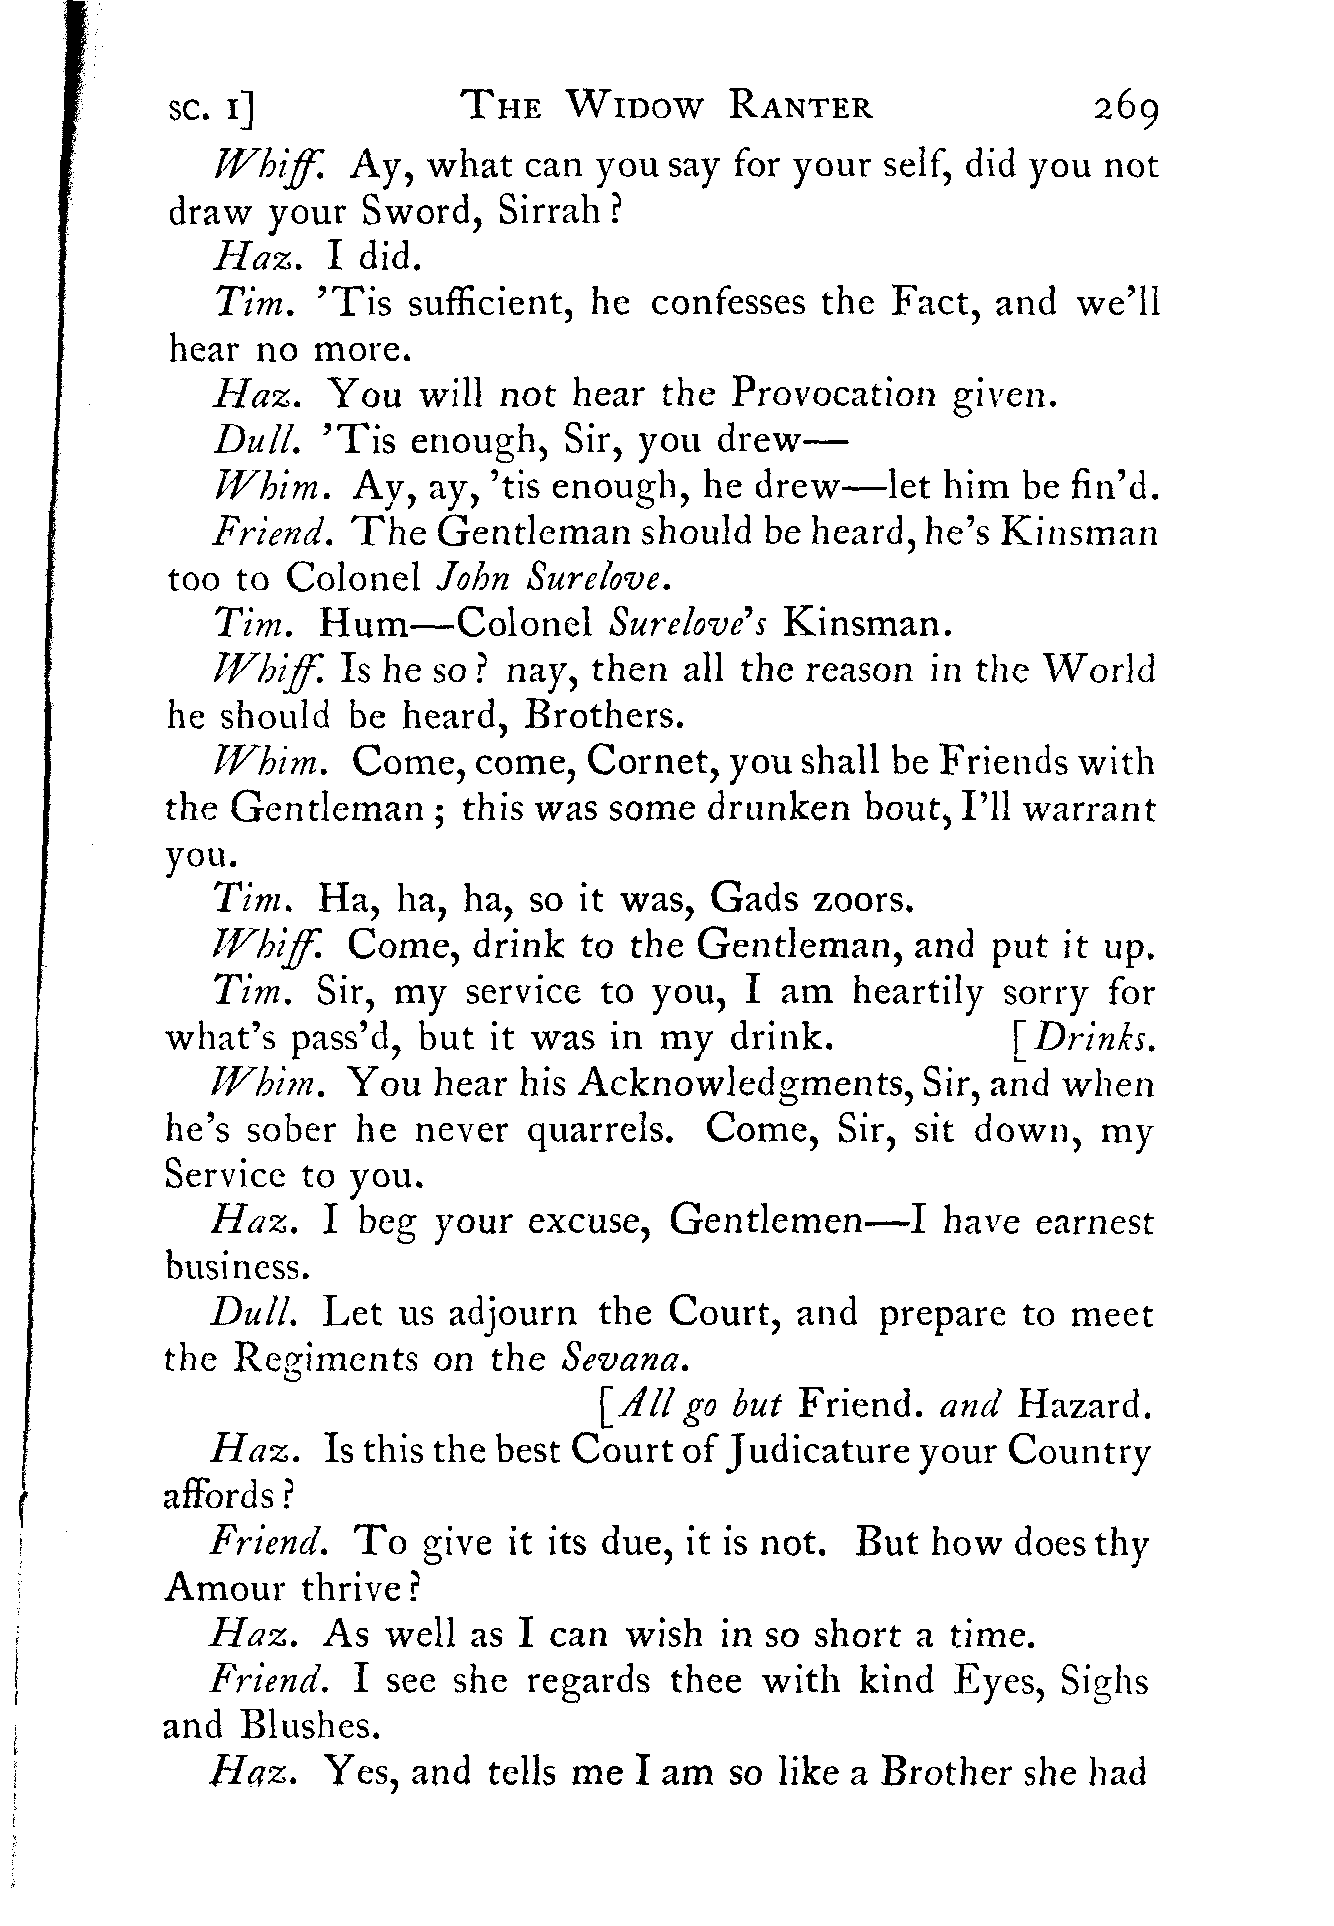 SC. I] THE WIDOW RANTER 269
Whiff. Ay, what can you say for your self, did you not
draw your Sword, Sirrah?
Haz. I did.
Tim. 'Tis sufficient, he confesses the Fact, and we'll
hear no more.
Haz. You will not hear the Provocation given.
Dull. 'Tis enough, Sir, you drew—
Whim. Ay, ay, 'tis enough, he drew—let him be fin'd.
Friend. The Gentleman should be heard, he's Kinsman
too to Colonel John Surelove.
Tim. Hum—Colonel Surelove's Kinsman.
Whiff. Is he so? nay, then all the reason in the World
he should be heard, Brothers.
Whim. Come, come, Cornet, you shall be Friends with
the Gentleman; this was some drunken bout, I'll warrant
you.
Tim. Ha, ha, ha, so it was, Gads zoors.
Whiff. Come, drink to the Gentleman, and put it up.
Tim. Sir, my service to you, I am heartily sorry for
what's pass'd, but it was in my drink. [Drinks.
Whim. You hear his Acknowledgments, Sir, and when
he's sober he never quarrels. Come, Sir, sit down, my
Service to you.
Haz. I beg your excuse, Gentlemen—I have earnest
business.
Dull. Let us adjourn the Court, and prepare to meet
the Regiments on the Sevana.
[All go but Friend. and Hazard.
Haz. Is this the best Court of Judicature your Country
affords?
Friend. To give it its due, it is not. But how does thy
Amour thrive?
Haz. As well as I can wish in so short a time.
Friend. I see she regards thee with kind Eyes, Sighs
and Blushes.
Haz. Yes, and tells me I am so like a Brother she had